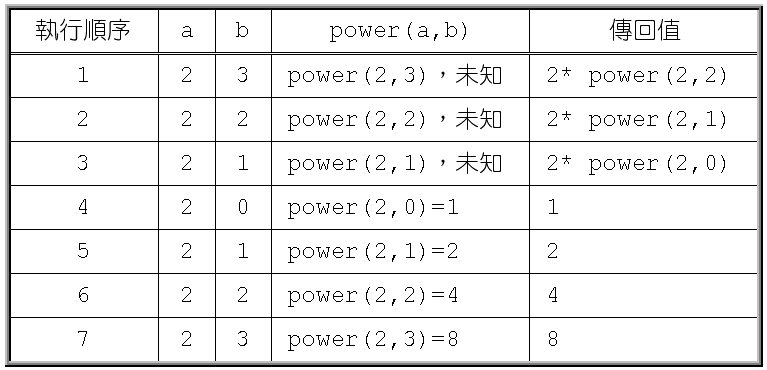 執行順序 a b power(a,b) 傳回值
1 2 3 power(2,3),未知 2* power(2,2)
2 2 2 power(2,2),未知 2* power(2,1)
3 2 1 power(2,1),未知 2* power(2,0)
4 2 0 power(2,0)=1 1
5 2 1 power(2,1)=2 2
6 2 2 power(2,2)=4 4
7 2 3 power(2,3)=8 8